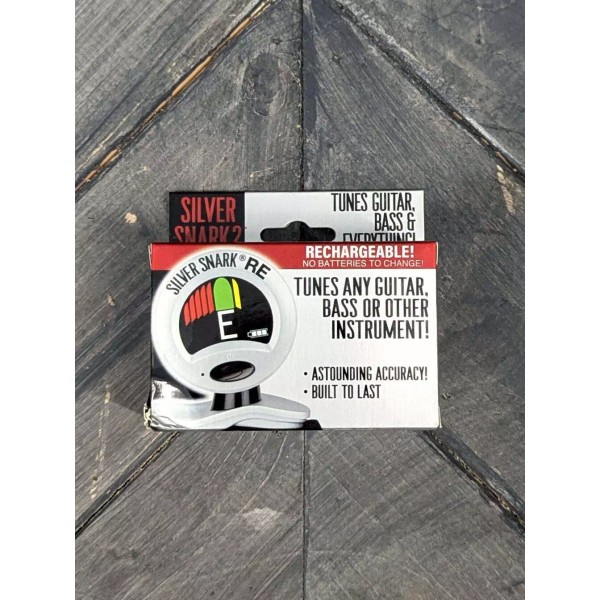 SILVER
SNARK 2
TUNES GUITAR,
BASS &
EVERYTHING!
RECHARGEABLE!
NO BATTERIES TO CHANGE!
SILVER SNARK® RE
E
TUNES ANY GUITAR,
BASS OR OTHER
INSTRUMENT!
• ASTOUNDING ACCURACY!
• BUILT TO LAST